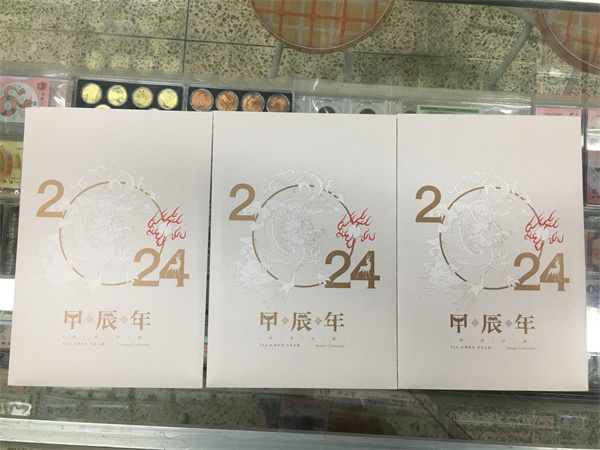 2
24
甲辰年
JIA-CHEN YEAR Stamp Collection
2
24
甲辰年
JIA-CHEN YEAR Stamp Collection
2
24
甲辰年
JIA-CHEN YEAR Stamp Collection